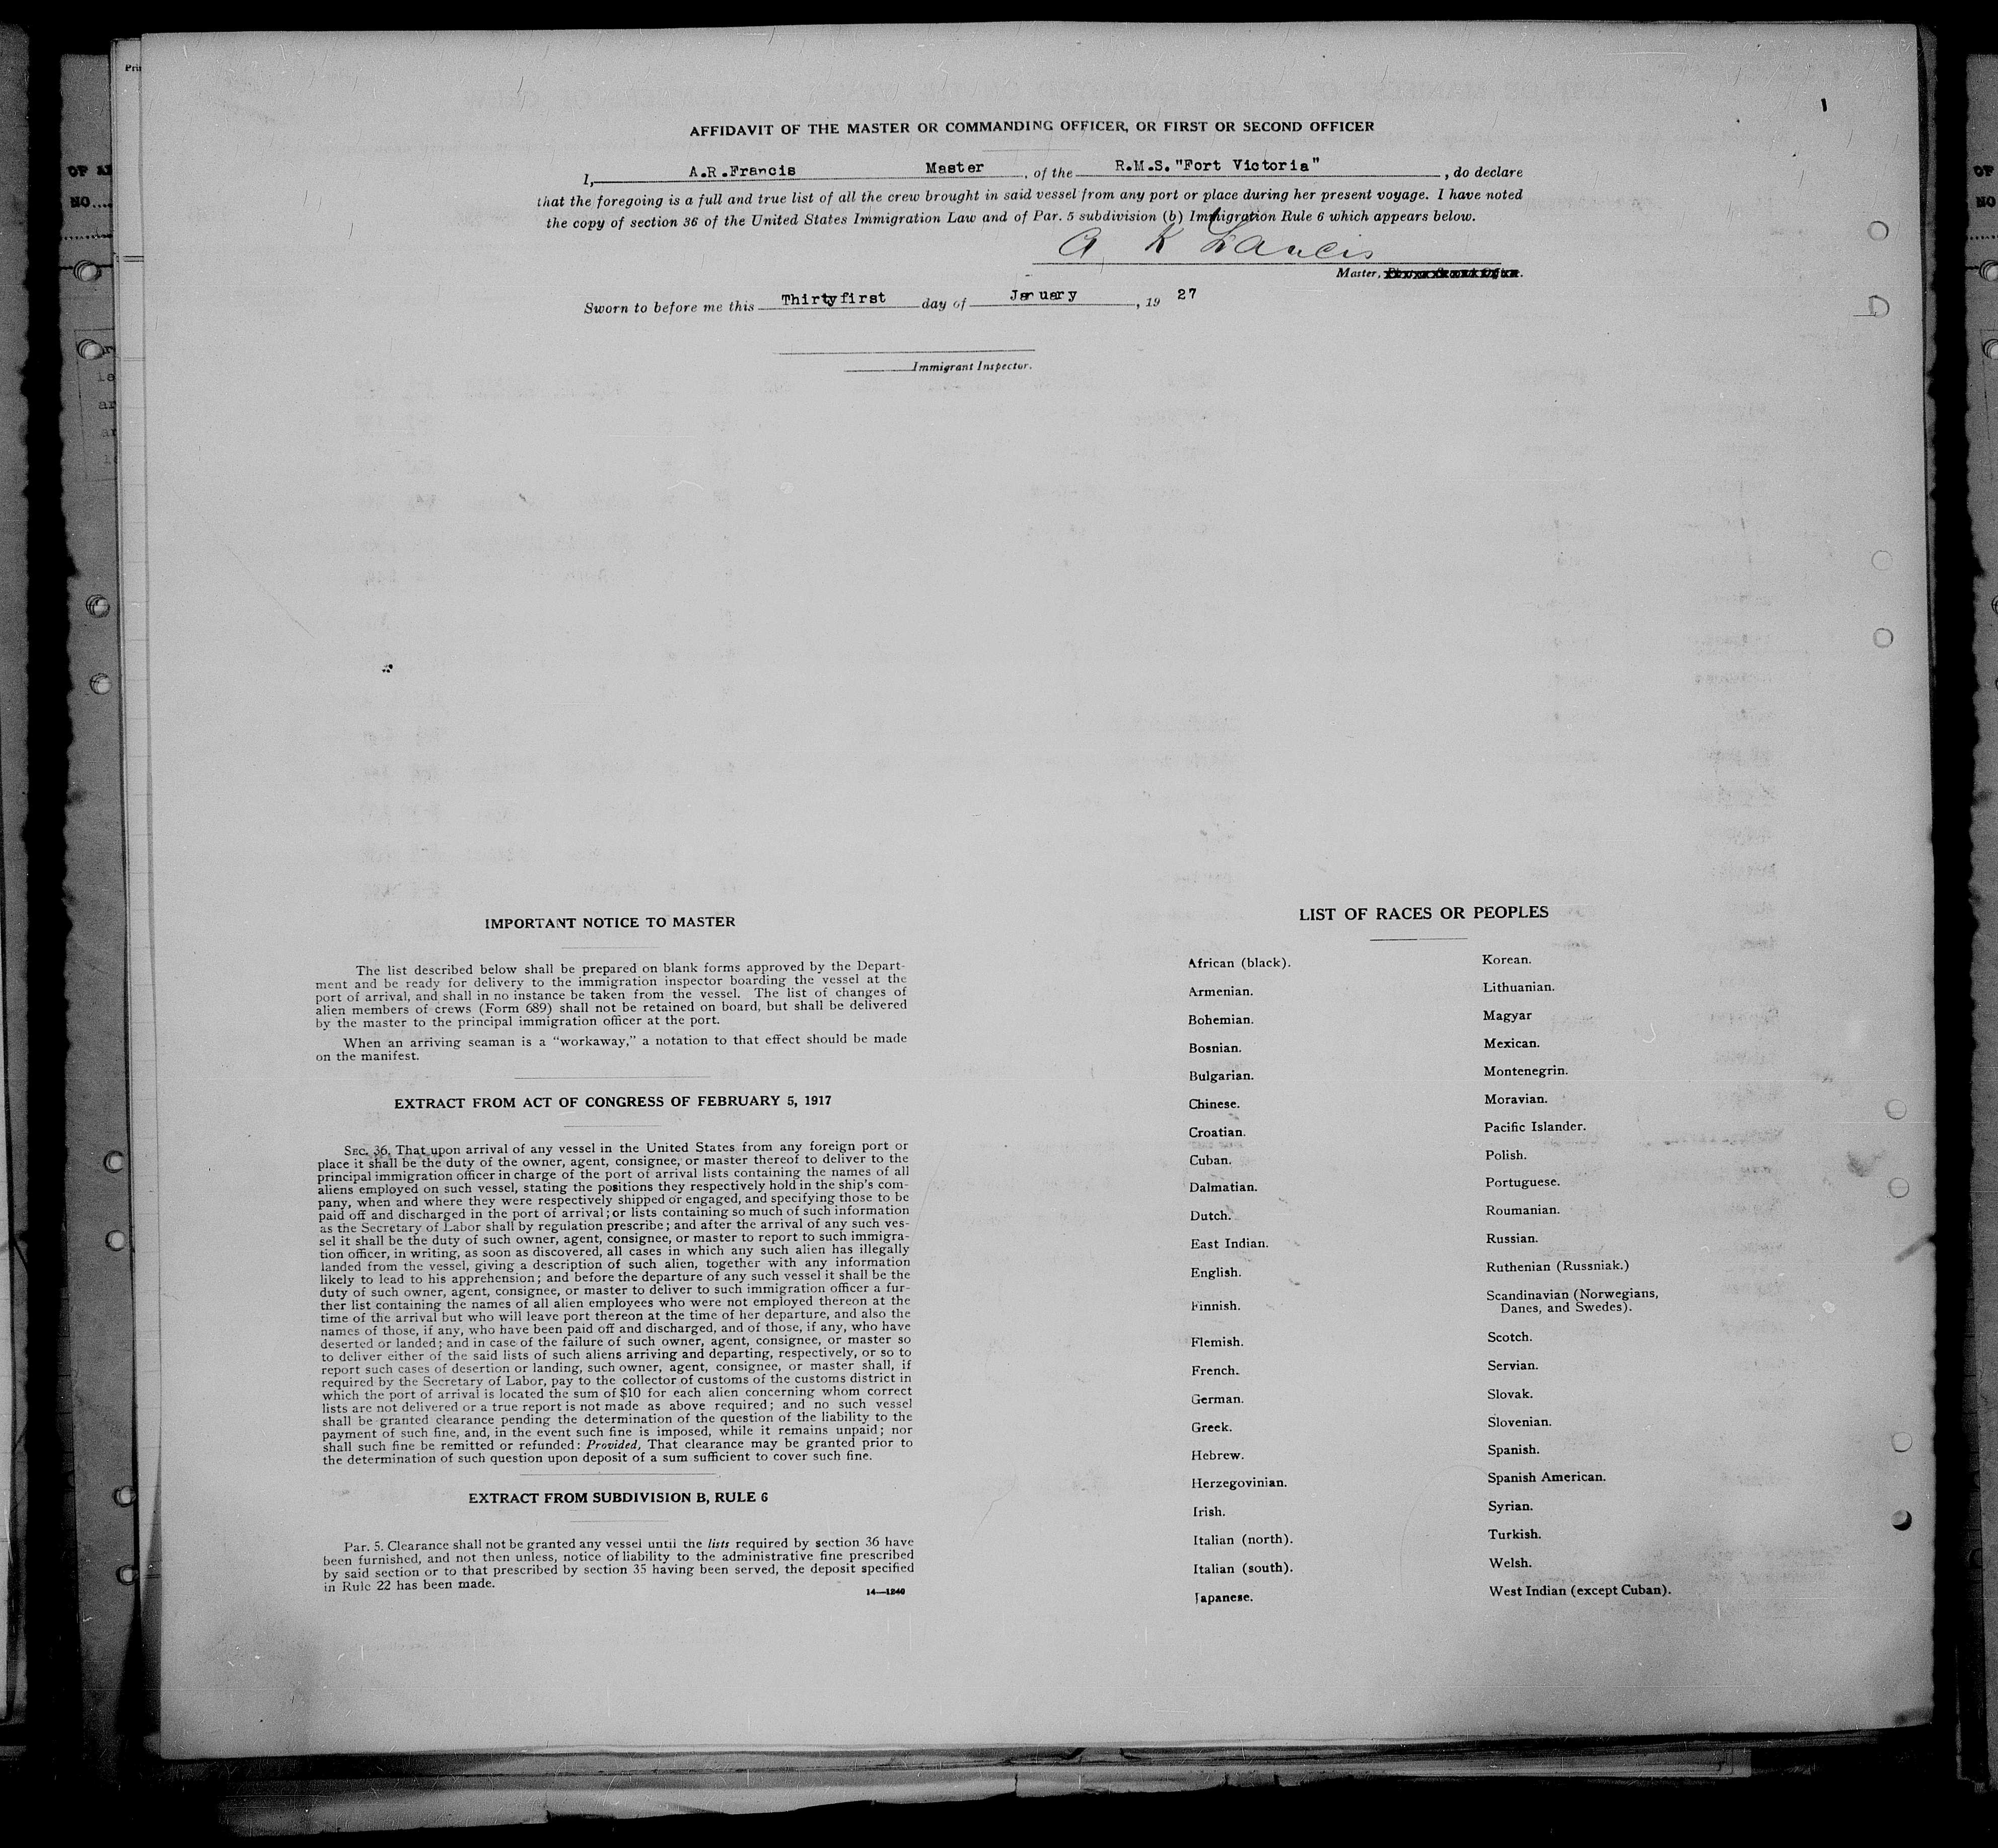 AFFIDAVIT OF THE MASTER OR COMMANDING OFFICER, OR FIRST OR SECOND OFFICER
I, A.R.Francis Master, of the R.M.S."Fort Victoria", do declare
that the foregoing is a full and true list of all the crew brought in said vessel from any port or place during her present voyage. I have noted
the copy of section 36 of the United States Immigration Law and of Par. 5 subdivision (b) Immigration Rule 6 which appears below.
A R Francis
Master,
Sworn to before me this Thirtyfirst day of January, 19 27
Immigrant Inspector.
IMPORTANT NOTICE TO MASTER
The list described below shall be prepared on blank forms approved by the Depart-
ment and be ready for delivery to the immigration inspector boarding the vessel at the
port of arrival, and shall in no instance be taken from the vessel. The list of changes of
alien members of crews (Form 689) shall not be retained on board, but shall be delivered
by the master to the principal immigration officer at the port.
When an arriving seaman is a "workaway," a notation to that effect should be made
on the manifest.
EXTRACT FROM ACT OF CONGRESS OF FEBRUARY 5, 1917
SEC. 36. That upon arrival of any vessel in the United States from any foreign port or
place it shall be the duty of the owner, agent, consignee, or master thereof to deliver to the
principal immigration officer in charge of the port of arrival lists containing the names of all
aliens employed on such vessel, stating the positions they respectively hold in the ship's com-
pany, when and where they were respectively shipped or engaged, and specifying those to be
paid off and discharged in the port of arrival; or lists containing so much of such information
as the Secretary of Labor shall by regulation prescribe; and after the arrival of any such ves-
sel it shall be the duty of such owner, agent, consignee, or master to report to such immigra-
tion officer, in writing, as soon as discovered, all cases in which any such alien has illegally
landed from the vessel, giving a description of such alien, together with any information
likely to lead to his apprehension; and before the departure of any such vessel it shall be the
duty of such owner, agent, consignee, or master to deliver to such immigration officer a fur-
ther list containing the names of all alien employees who were not employed thereon at the
time of the arrival but who will leave port thereon at the time of her departure, and also the
names of those, if any, who have been paid off and discharged, and of those, if any, who have
deserted or landed; and in case of the failure of such owner, agent, consignee, or master so
to deliver either of the said lists of such aliens arriving and departing, respectively, or so to
report such cases of desertion or landing, such owner, agent, consignee, or master shall, if
required by the Secretary of Labor, pay to the collector of customs of the customs district in
which the port of arrival is located the sum of $10 for each alien concerning whom correct
lists are not delivered or a true report is not made as above required; and no such vessel
shall be granted clearance pending the determination of the question of the liability to the
payment of such fine, and, in the event such fine is imposed, while it remains unpaid; nor
shall such fine be remitted or refunded: Provided, That clearance may be granted prior to
the determination of such question upon deposit of a sum sufficient to cover such fine.
EXTRACT FROM SUBDIVISION B, RULE 6
Par. 5. Clearance shall not be granted any vessel until the lists required by section 36 have
been furnished, and not then unless, notice of liability to the administrative fine prescribed
by said section or to that prescribed by section 35 having been served, the deposit specified
in Rule 22 has been made.
14—1240
LIST OF RACES OR PEOPLES
African (black).
Armenian.
Bohemian.
Bosnian.
Bulgarian.
Chinese.
Croatian.
Cuban.
Dalmatian.
Dutch.
East Indian.
English.
Finnish.
Flemish.
French.
German.
Greek.
Hebrew.
Herzegovinian.
Irish.
Italian (north).
Italian (south).
Japanese.
Korean.
Lithuanian.
Magyar
Mexican.
Montenegrin.
Moravian.
Pacific Islander.
Polish.
Portuguese.
Roumanian.
Russian.
Ruthenian (Russniak.)
Scandinavian (Norwegians,
Danes, and Swedes).
Scotch.
Servian.
Slovak.
Slovenian.
Spanish.
Spanish American.
Syrian.
Turkish.
Welsh.
West Indian (except Cuban).